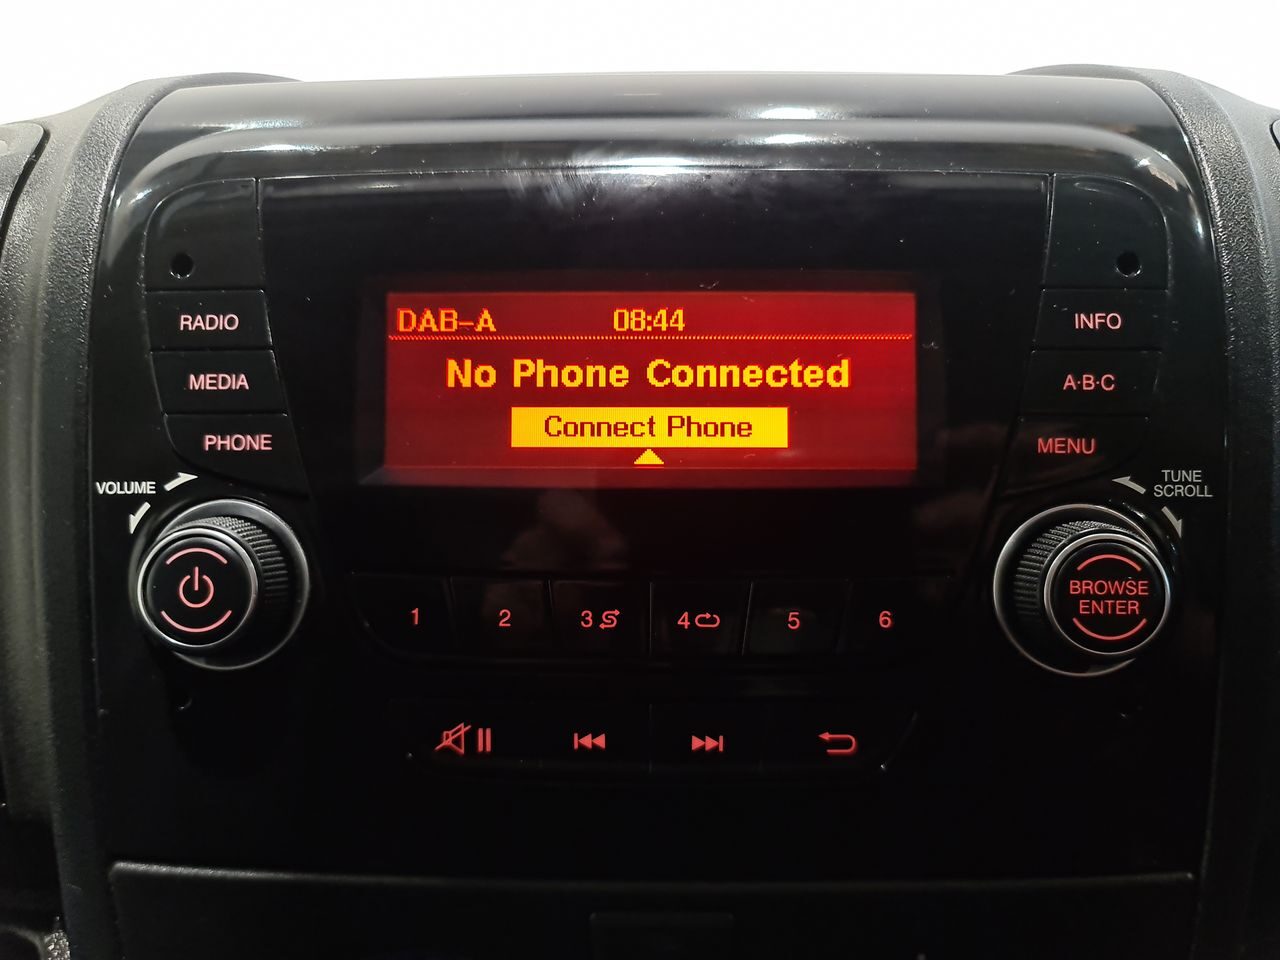 DAB-A 08:44
No Phone Connected
Connect Phone
RADIO
MEDIA
PHONE
VOLUME
INFO
A·B·C
MENU
TUNE
SCROLL
BROWSE
ENTER
1 2 3 4 5 6